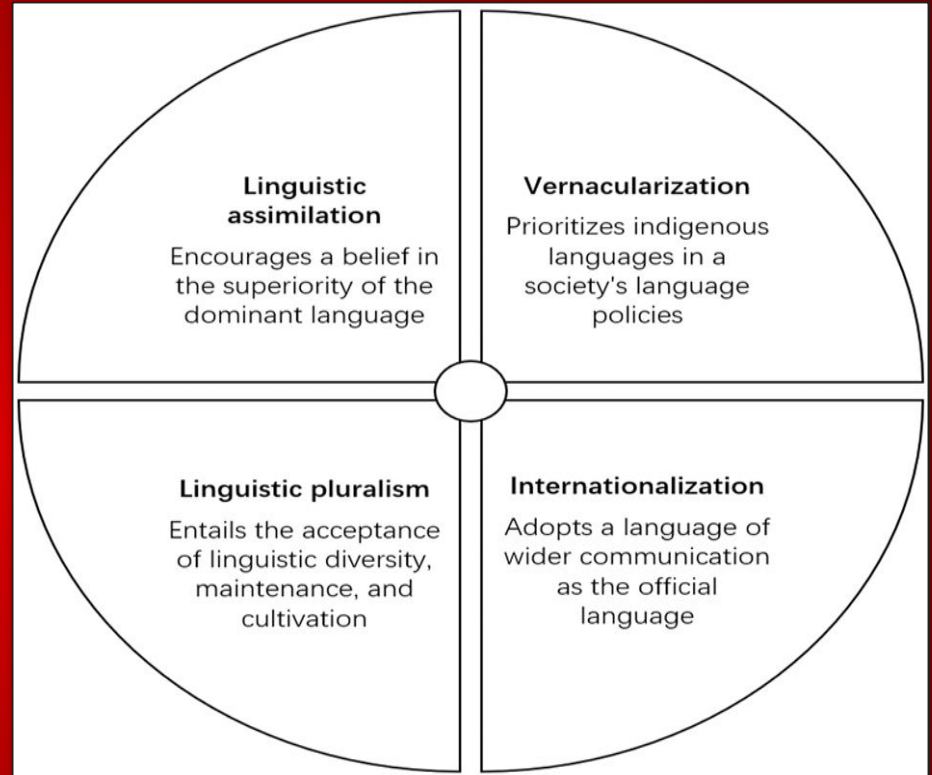 Linguistic
assimilation
Encourages a belief in
the superiority of the
dominant language
Vernacularization
Prioritizes indigenous
languages in a
society's language
policies
Linguistic pluralism
Entails the acceptance
of linguistic diversity,
maintenance, and
cultivation
Internationalization
Adopts a language of
wider communication
as the official
language